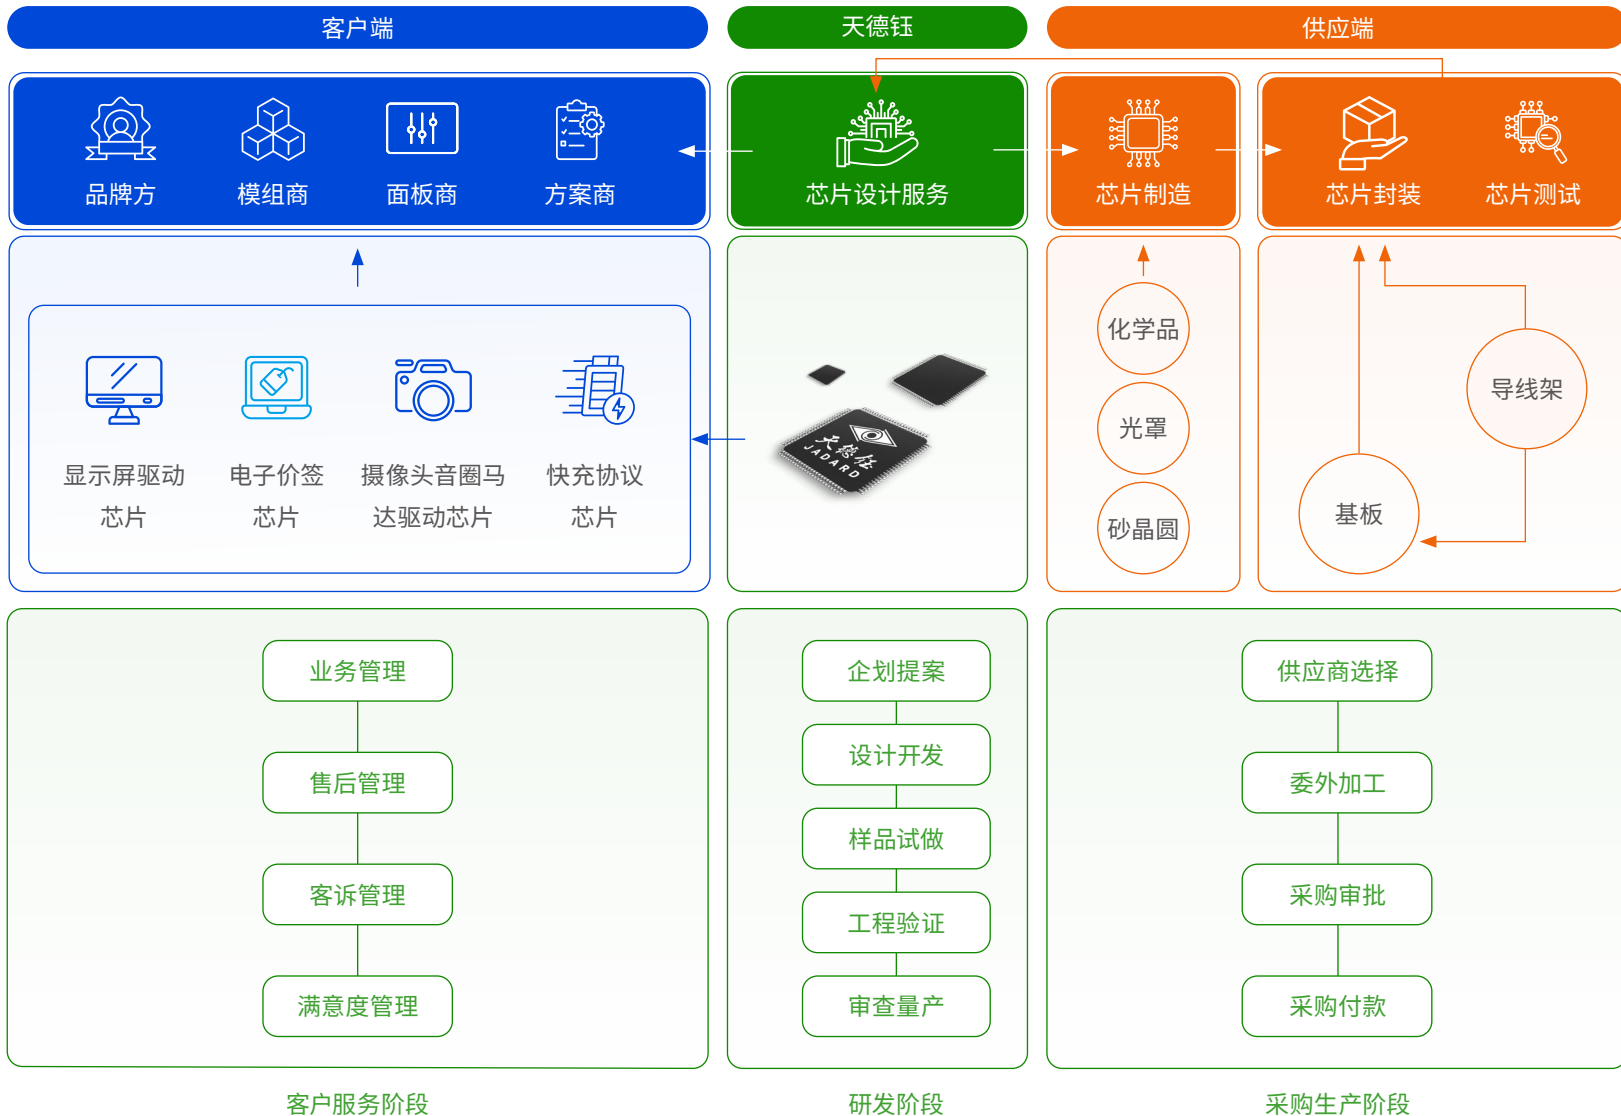 客户端
天德钰
供应端
品牌方
模组商
面板商
方案商
芯片设计服务
芯片制造
芯片封装
芯片测试
显示屏驱动
芯片
电子价签
芯片
摄像头音圈马
达驱动芯片
快充协议
芯片
天德钰
JADARD
化学品
光罩
砂晶圆
导线架
基板
业务管理
售后管理
客诉管理
满意度管理
企划提案
设计开发
样品试做
工程验证
审查量产
供应商选择
委外加工
采购审批
采购付款
客户服务阶段
研发阶段
采购生产阶段